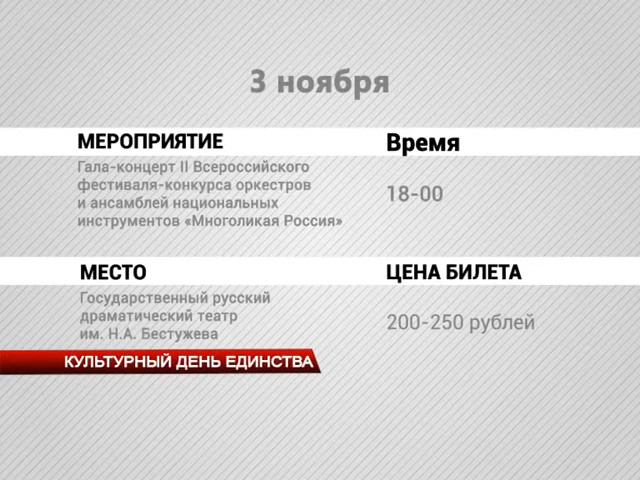 3 ноября
МЕРОПРИЯТИЕ
Гала-концерт II Всероссийского
фестиваля-конкурса оркестров
и ансамблей национальных
инструментов «Многоликая Россия»
Время
18-00
МЕСТО
Государственный русский
драматический театр
им. Н.А. Бестужева
ЦЕНА БИЛЕТА
200-250 рублей
КУЛЬТУРНЫЙ ДЕНЬ ЕДИНСТВА